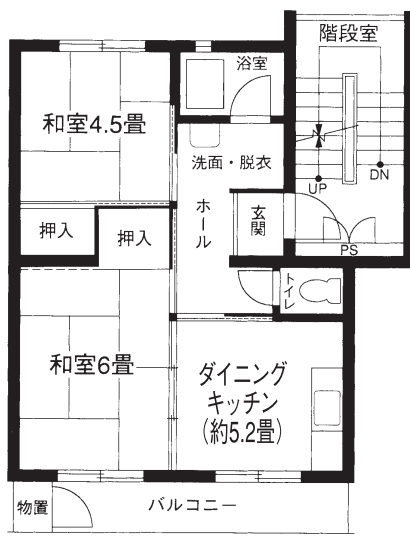 階段室
浴室
和室4.5畳
洗面・脱衣
DN
UP
ホール
玄関
押入
押入
PS
トイレ
和室6畳
ダイニング
キッチン
(約5.2畳)
物置
バルコニー